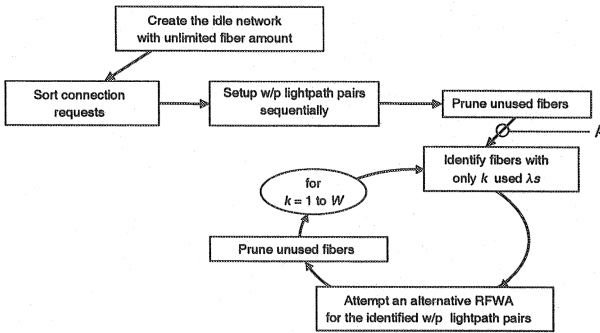 Create the idle network
with unlimited fiber amount
Sort connection
requests
Setup w/p lightpath pairs
sequentially
Prune unused fibers
A
Identify fibers with
only k used λs
for
k = 1 to W
Prune unused fibers
Attempt an alternative RFWA
for the identified w/p lightpath pairs